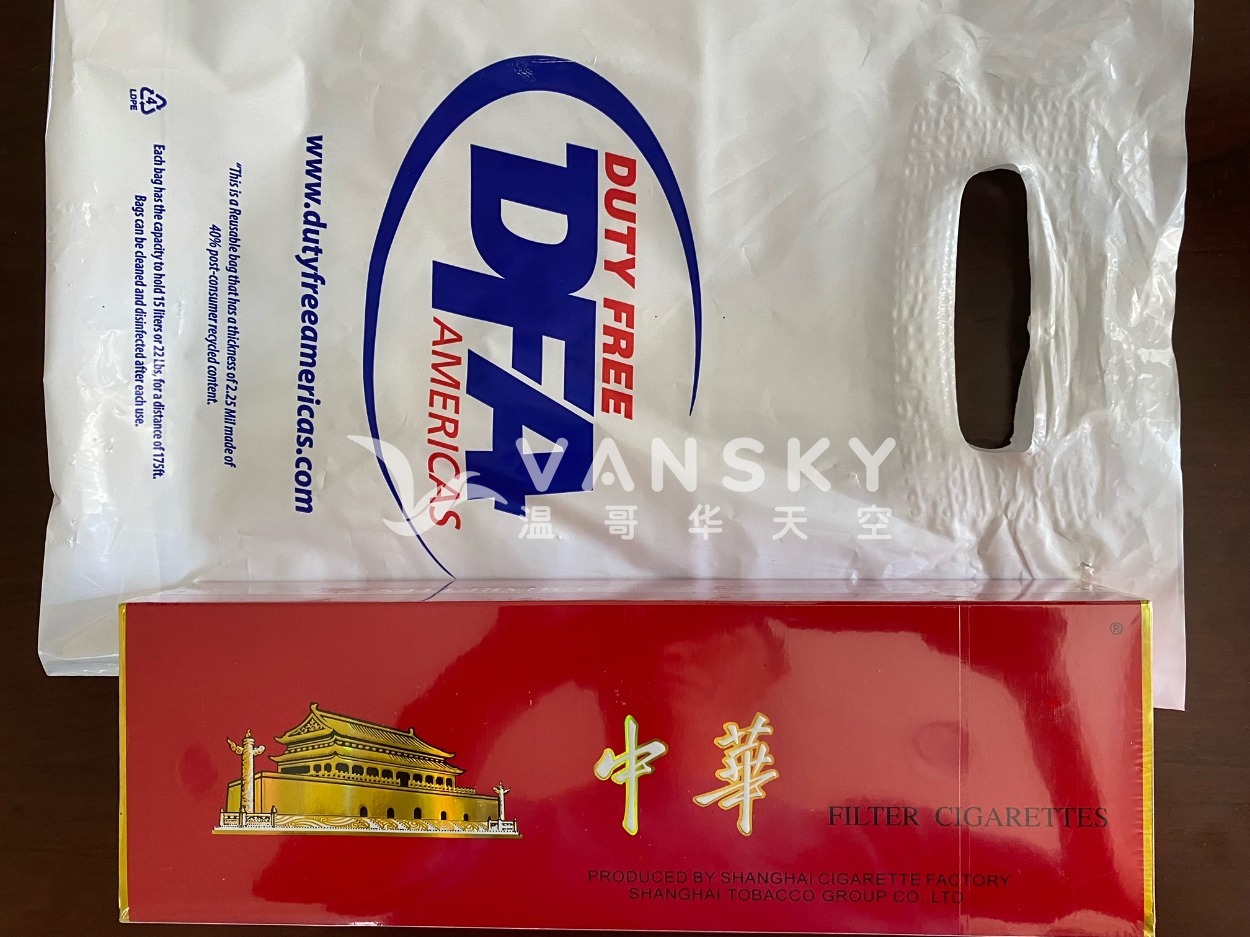 DUTY FREE
DFA
AMERICAS
www.dutyfreeamericas.com
"This is a Reusable bag that has a thickness of 2.25 Mil made of
40% post-consumer recycled content.
Each bag has the capacity to hold 15 liters or 22 Lbs, for a distance of 175ft.
Bags can be cleaned and disinfected after each use.
4
LDPE
VANSKY
温哥华天空
®
中華
FILTER CIGARETTES
PRODUCED BY SHANGHAI CIGARETTE FACTORY
SHANGHAI TOBACCO GROUP CO. LTD